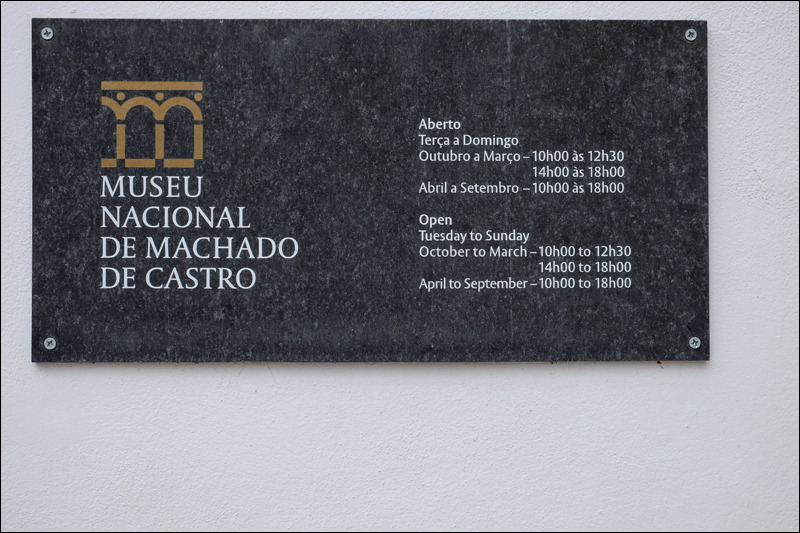 MUSEU
NACIONAL
DE MACHADO
DE CASTRO
Aberto
Terça a Domingo
Outubro a Março – 10h00 às 12h30
14h00 às 18h00
Abril a Setembro – 10h00 às 18h00
Open
Tuesday to Sunday
October to March – 10h00 to 12h30
14h00 to 18h00
April to September – 10h00 to 18h00